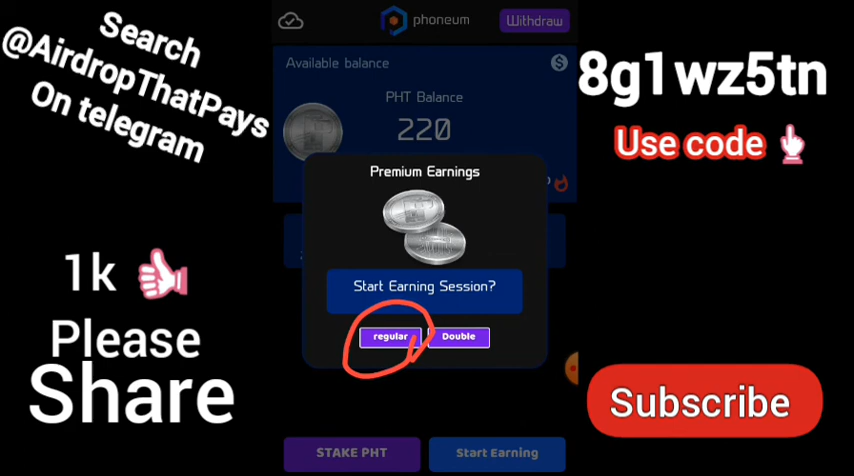 Search
@AirdropThatPays
On telegram
1k
Please
Share
phoneum
Withdraw
Available balance
PHT Balance
220
Premium Earnings
Start Earning Session?
regular
Double
STAKE PHT
Start Earning
8g1wz5tn
Use code
Subscribe